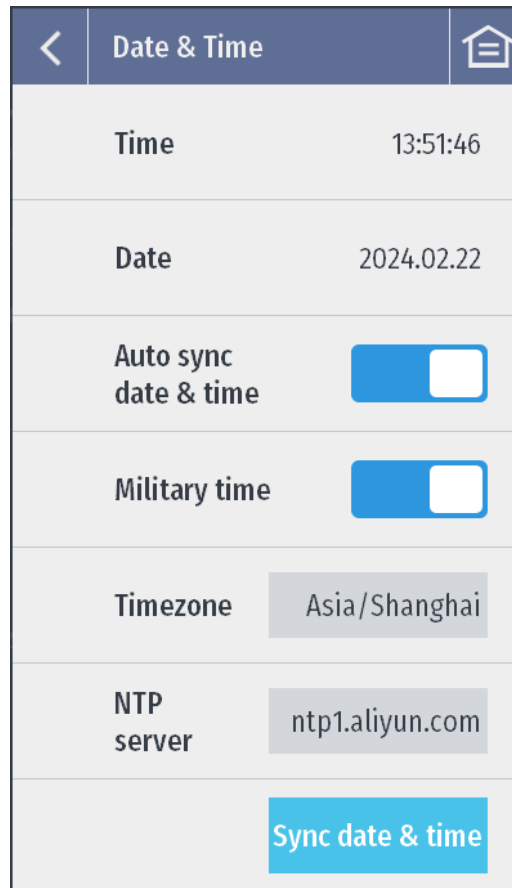 Date & Time
Time
13:51:46
Date
2024.02.22
Auto sync
date & time
Military time
Timezone
Asia/Shanghai
NTP
server
ntp1.aliyun.com
Sync date & time